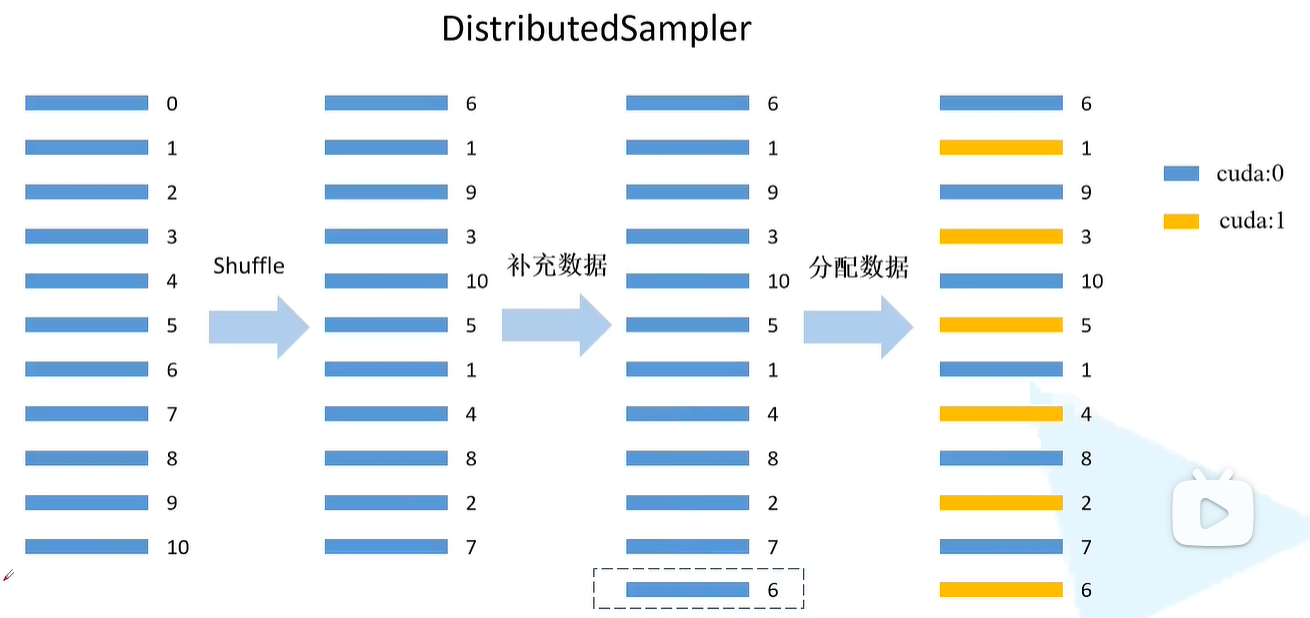 DistributedSampler
0 6 6 6
1 1 1 1
2 9 9 9 cuda:0
3 3 3 3 cuda:1
Shuffle 补充数据 分配数据
4 10 10 10
5 5 5 5
6 1 1 1
7 4 4 4
8 8 8 8
9 2 2 2
10 7 7 7
6 6